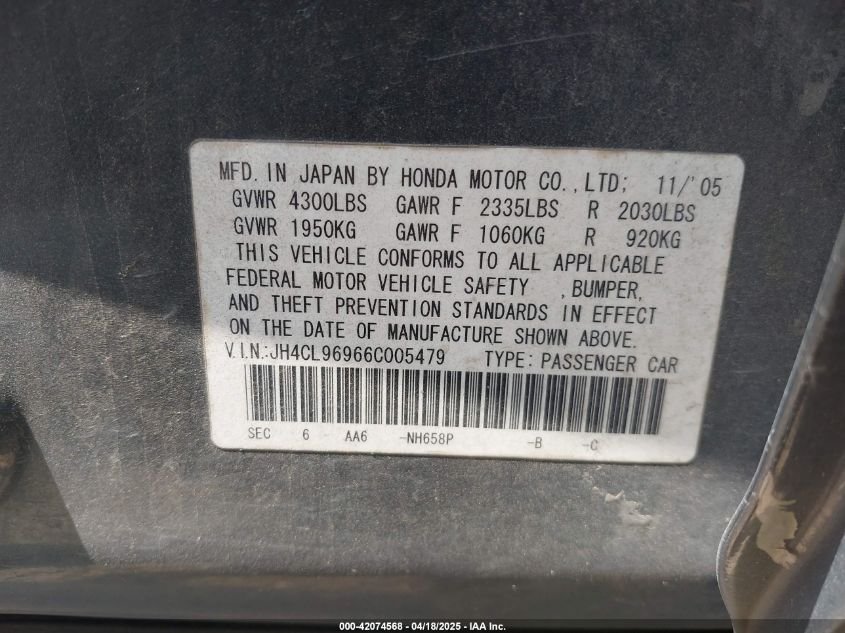 MFD. IN JAPAN BY HONDA MOTOR CO.,LTD; 11/'05
GVWR 4300LBS GAWR F 2335LBS R 2030LBS
GVWR 1950KG GAWR F 1060KG R 920KG
THIS VEHICLE CONFORMS TO ALL APPLICABLE
FEDERAL MOTOR VEHICLE SAFETY ,BUMPER,
AND THEFT PREVENTION STANDARDS IN EFFECT
ON THE DATE OF MANUFACTURE SHOWN ABOVE.
V.I.N.:JH4CL96966C005479 TYPE: PASSENGER CAR
SEC 6 AA6 -NH658P -B -C
000-42074568 - 04/18/2025 - IAA Inc.